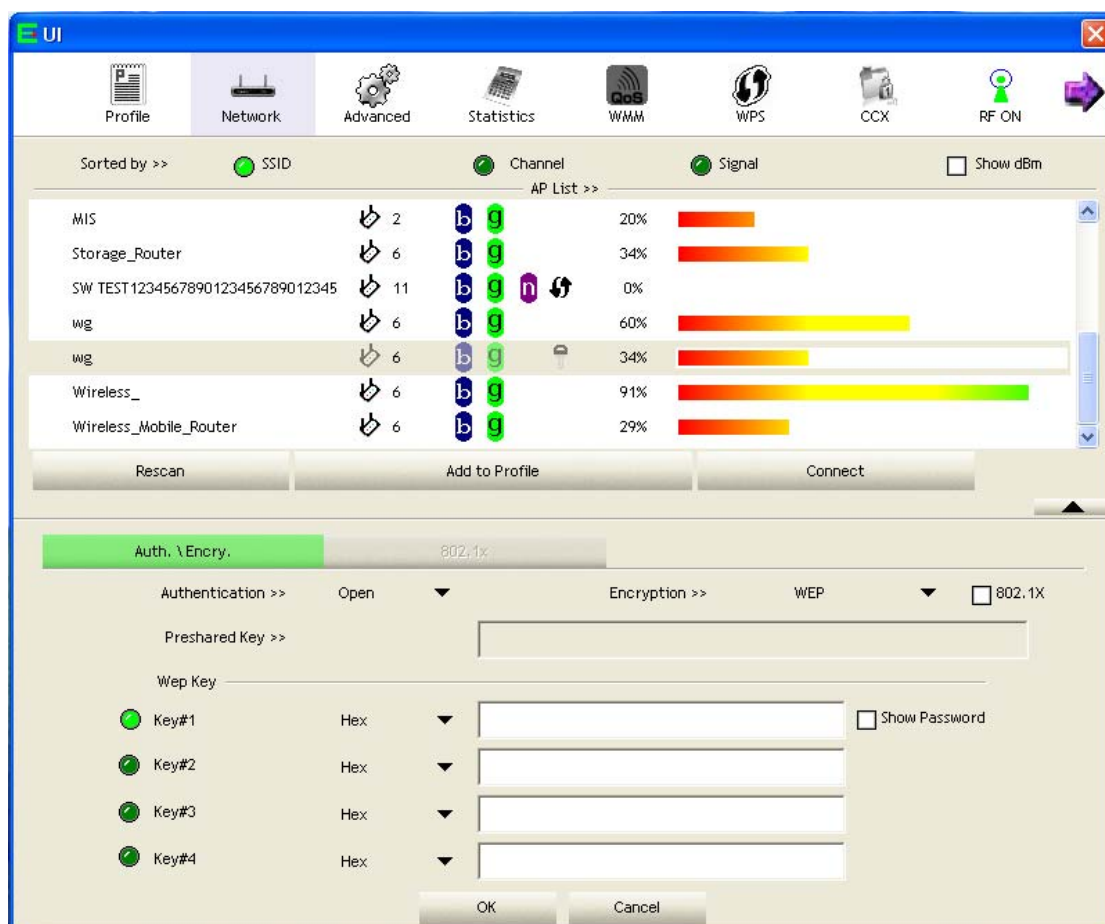 UI
Profile Network Advanced Statistics QoS WMM WPS CCX RF ON
Sorted by >> SSID Channel Signal Show dBm
AP List >>
MIS 2 b g 20%
Storage_Router 6 b g 34%
SW TEST1234567890123456789012345 11 b g n 0%
wg 6 b g 60%
wg 6 b g 34%
Wireless_ 6 b g 91%
Wireless_Mobile_Router 6 b g 29%
Rescan Add to Profile Connect
Auth. \ Encry. 802.1x
Authentication >> Open Encryption >> WEP 802.1X
Preshared Key >>
Wep Key
Key#1 Hex Show Password
Key#2 Hex
Key#3 Hex
Key#4 Hex
OK Cancel